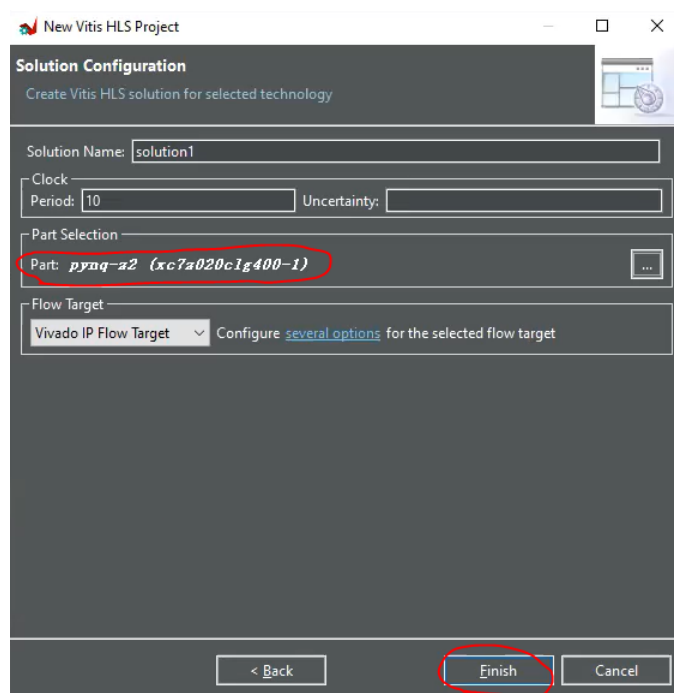 New Vitis HLS Project
Solution Configuration
Create Vitis HLS solution for selected technology
Solution Name: solution1
Clock
Period: 10 Uncertainty:
Part Selection
Part: pynq-z2 (xc7z020clg400-1) ...
Flow Target
Vivado IP Flow Target Configure several options for the selected flow target
< Back Finish Cancel